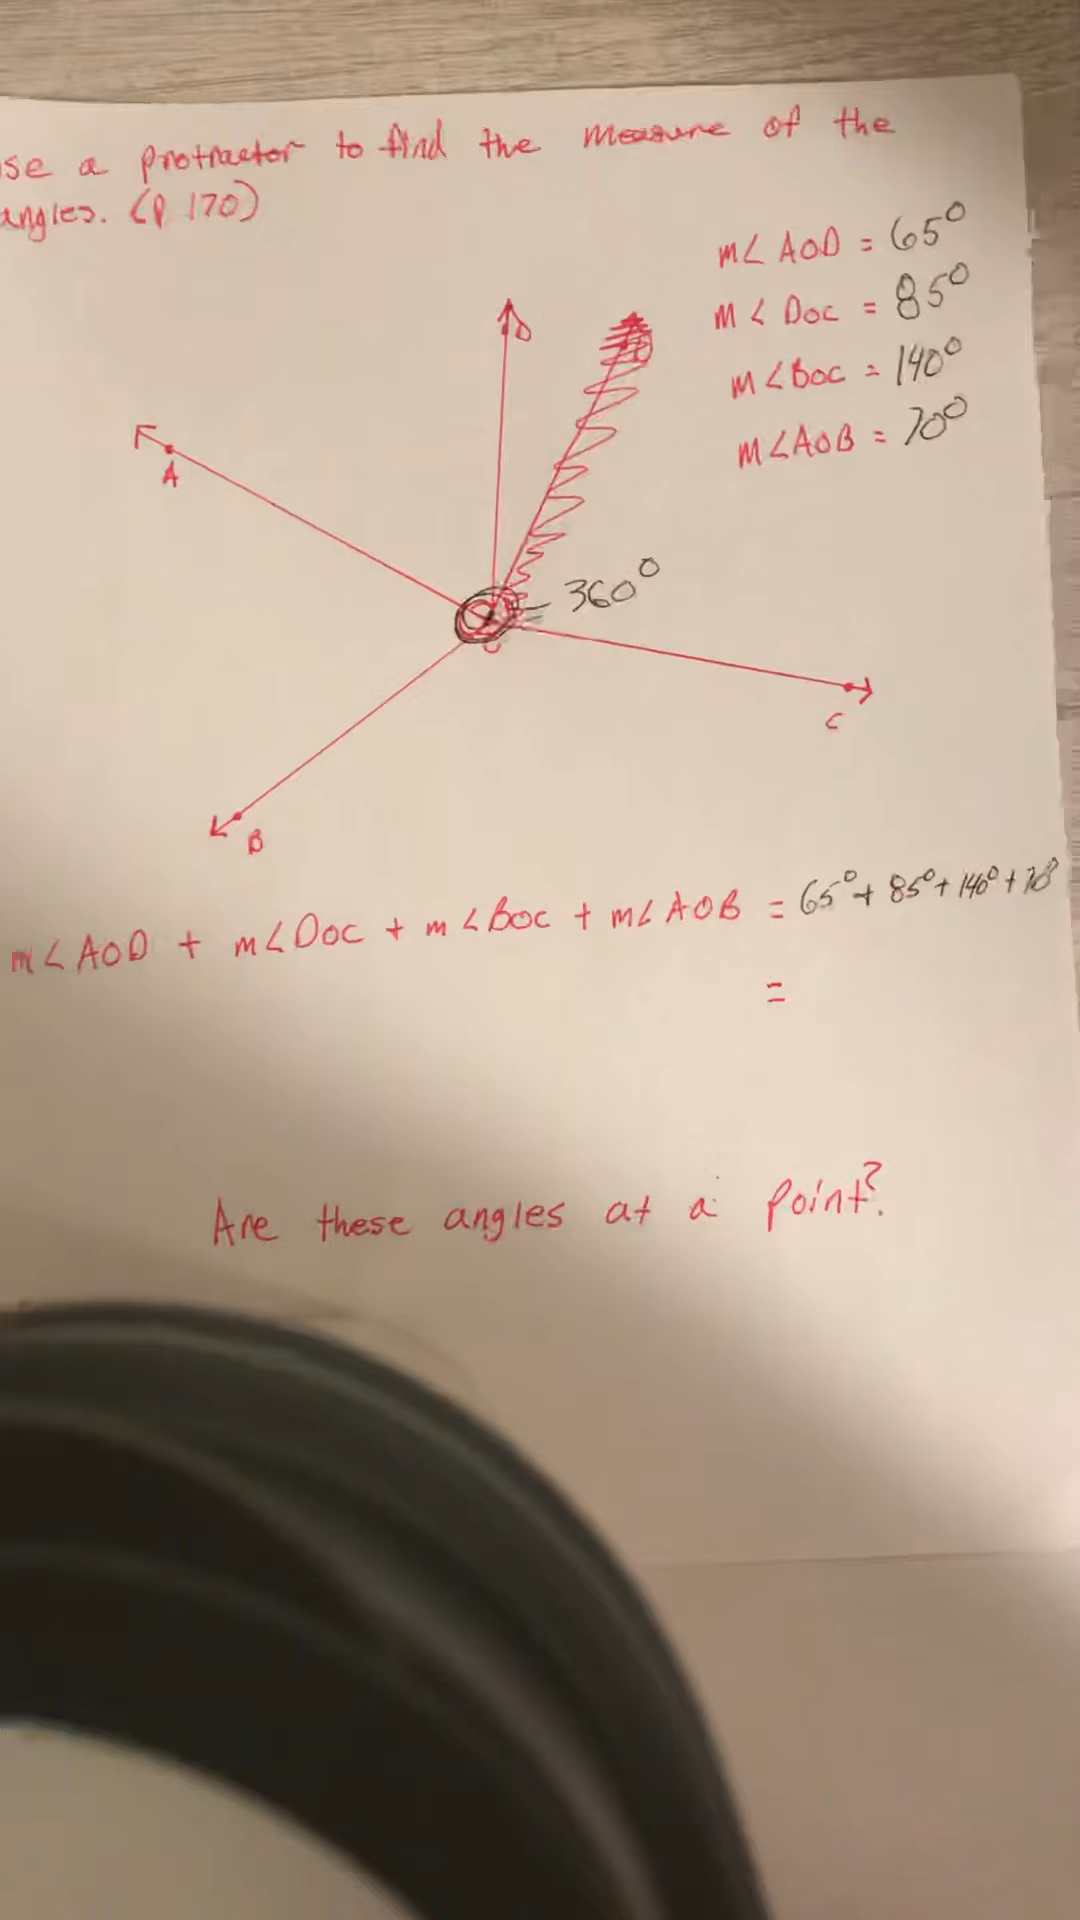 se a protractor to find the measure of the
angles. (P 170)
m∠AOD = 65°
m∠DOC = 85°
m∠BOC = 140°
m∠AOB = 70°
D
A
360°
O
C
B
m∠AOD + m∠DOC + m∠BOC + m∠AOB = 65° + 85° + 140° + 70°
=
Are these angles at a point?